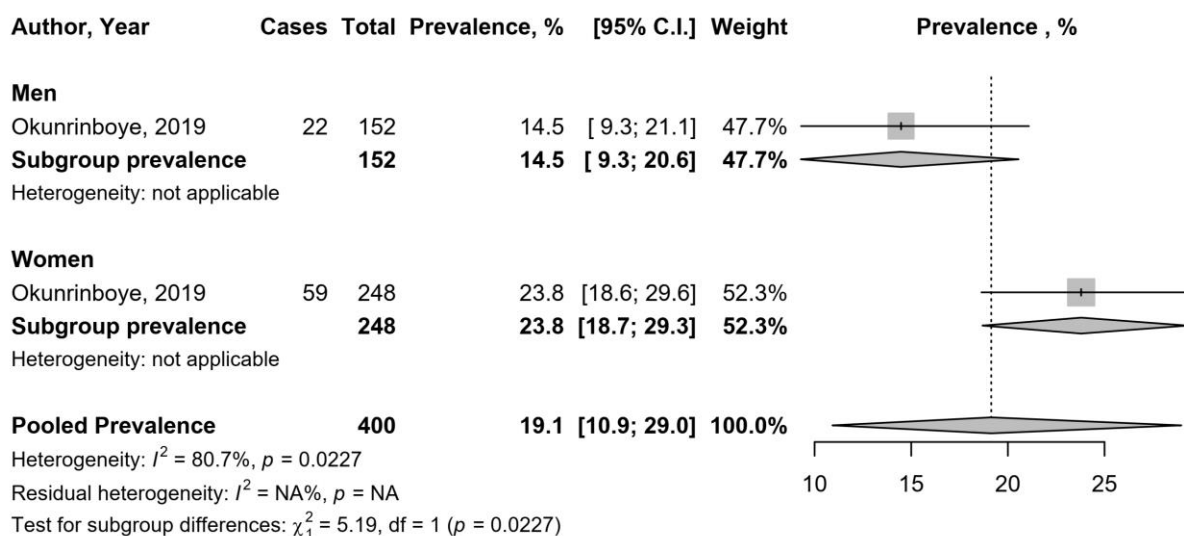 Author, Year Cases Total Prevalence, % [95% C.I.] Weight Prevalence , %
Men
Okunrinboye, 2019 22 152 14.5 [ 9.3; 21.1] 47.7%
Subgroup prevalence 152 14.5 [ 9.3; 20.6] 47.7%
Heterogeneity: not applicable
Women
Okunrinboye, 2019 59 248 23.8 [18.6; 29.6] 52.3%
Subgroup prevalence 248 23.8 [18.7; 29.3] 52.3%
Heterogeneity: not applicable
Pooled Prevalence 400 19.1 [10.9; 29.0] 100.0%
Heterogeneity: I² = 80.7%, p = 0.0227
Residual heterogeneity: I² = NA%, p = NA
Test for subgroup differences: χ₁² = 5.19, df = 1 (p = 0.0227)
10 15 20 25